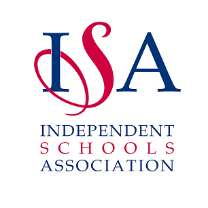 ISA
INDEPENDENT
SCHOOLS
ASSOCIATION